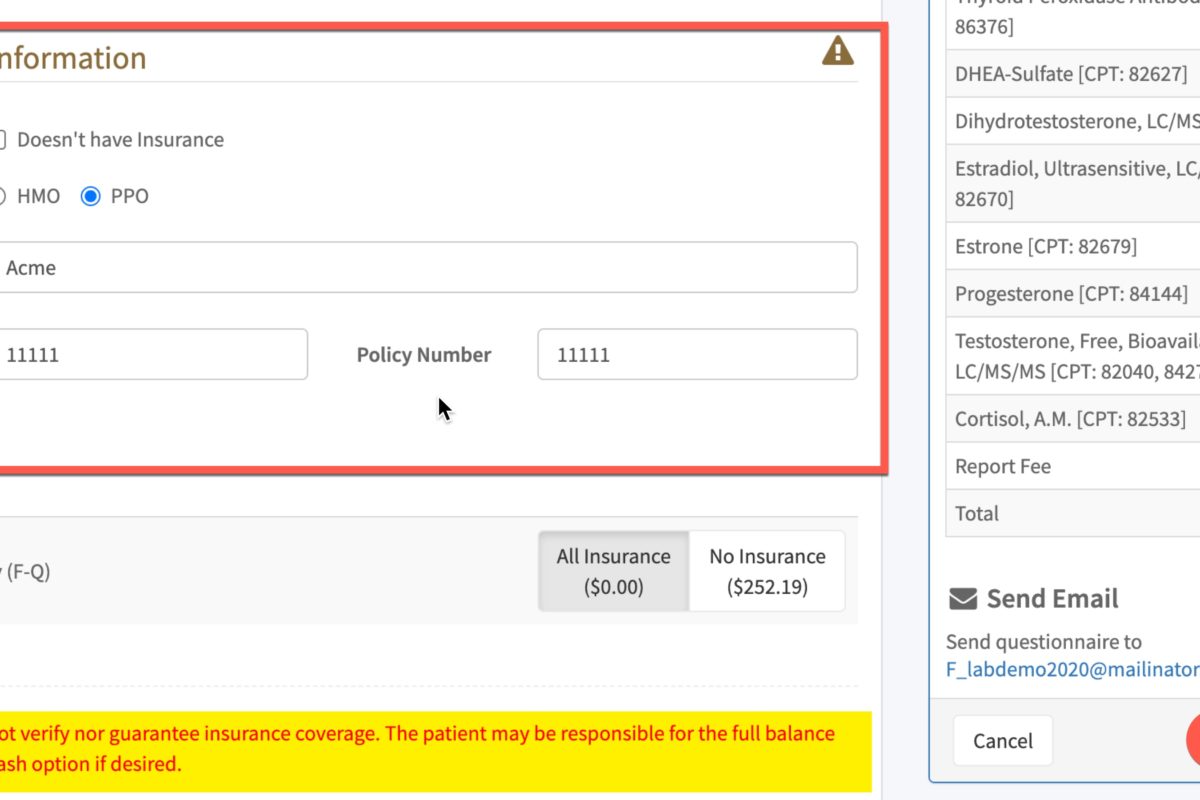 nformation
Doesn't have Insurance
HMO PPO
Acme
11111 Policy Number 11111
(F-Q)
All Insurance
($0.00)
No Insurance
($252.19)
ot verify nor guarantee insurance coverage. The patient may be responsible for the full balance
ash option if desired.
86376]
DHEA-Sulfate [CPT: 82627]
Dihydrotestosterone, LC/MS
Estradiol, Ultrasensitive, LC/
82670]
Estrone [CPT: 82679]
Progesterone [CPT: 84144]
Testosterone, Free, Bioavail
LC/MS/MS [CPT: 82040, 8427
Cortisol, A.M. [CPT: 82533]
Report Fee
Total
Send Email
Send questionnaire to
F_labdemo2020@mailinator
Cancel